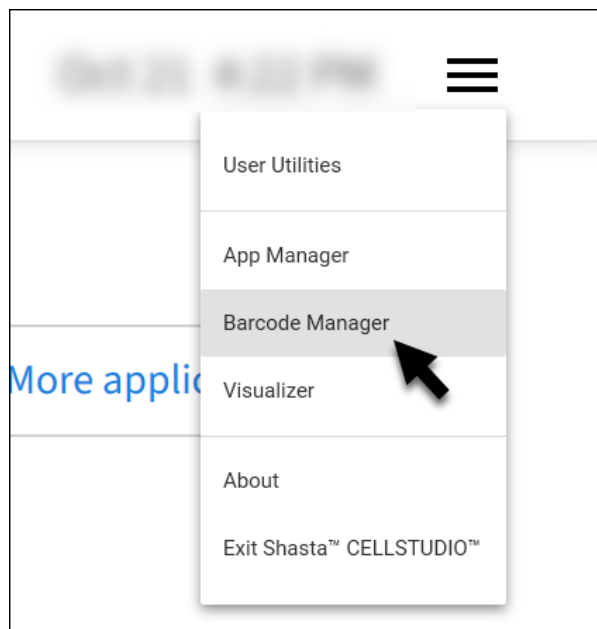 User Utilities
App Manager
Barcode Manager
More applic
Visualizer
About
Exit Shasta™ CELLSTUDIO™